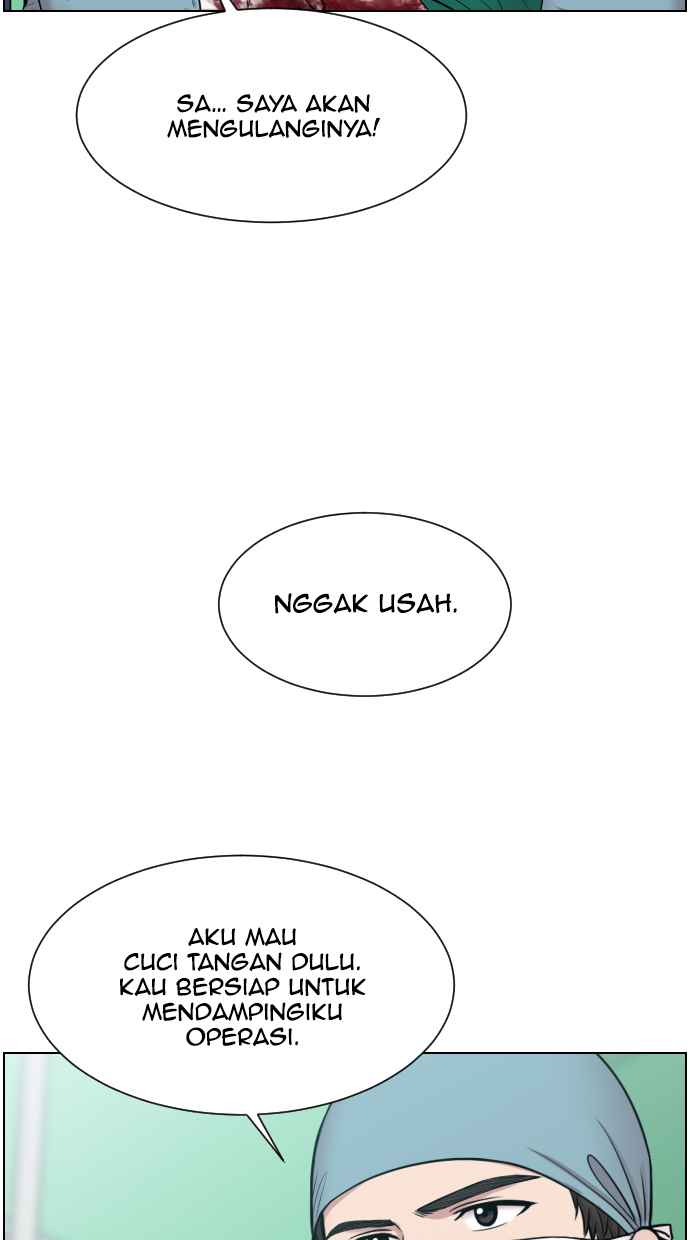 SA... SAYA AKAN
MENGULANGINYA!
NGGAK USAH.
AKU MAU
CUCI TANGAN DULU.
KAU BERSIAP UNTUK
MENDAMPINGIKU
OPERASI.